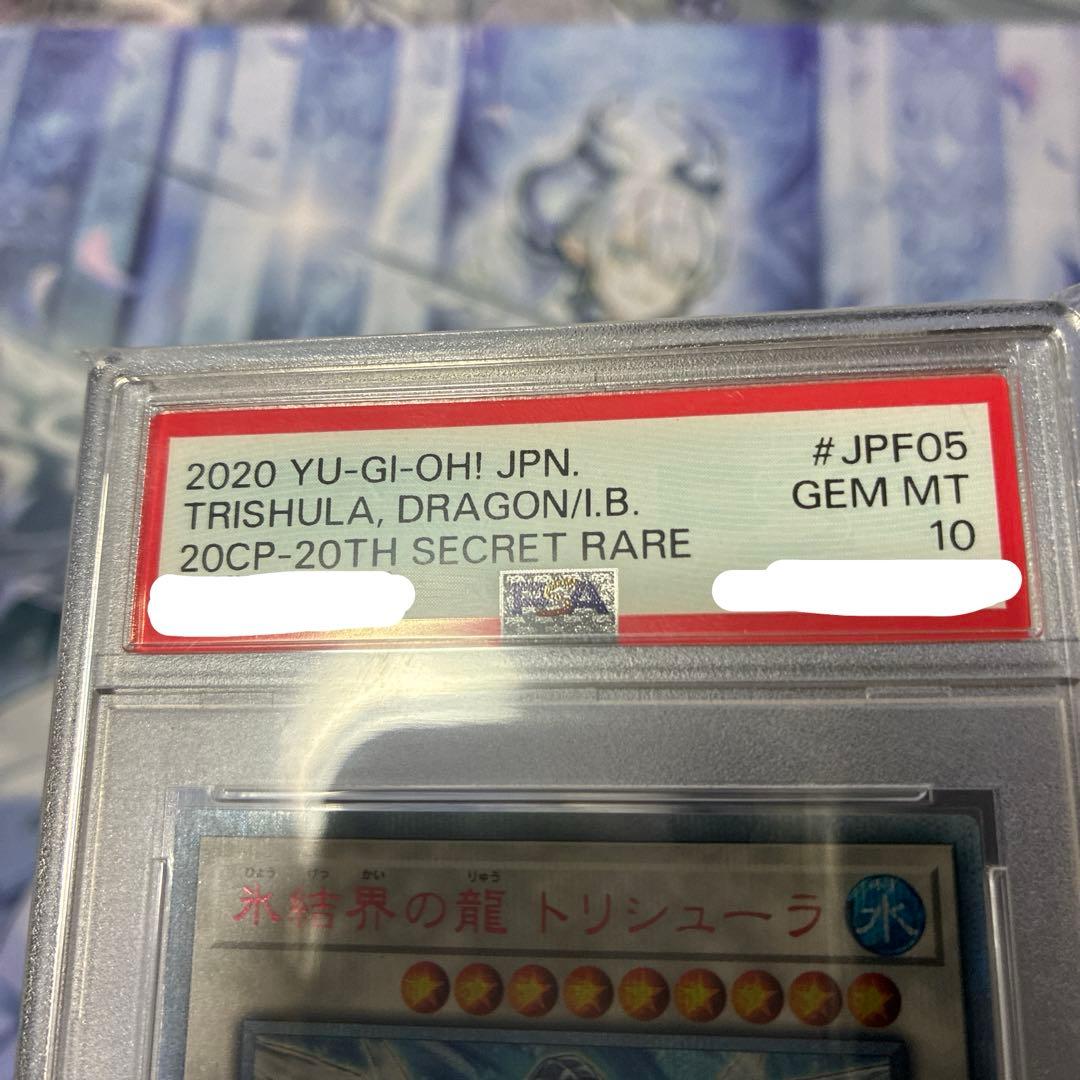 2020 YU-GI-OH! JPN. #JPF05
TRISHULA, DRAGON/I.B. GEM MT
20CP-20TH SECRET RARE 10
PSA
ひょう けっ かい りゅう
氷結界の龍 トリシューラ 水